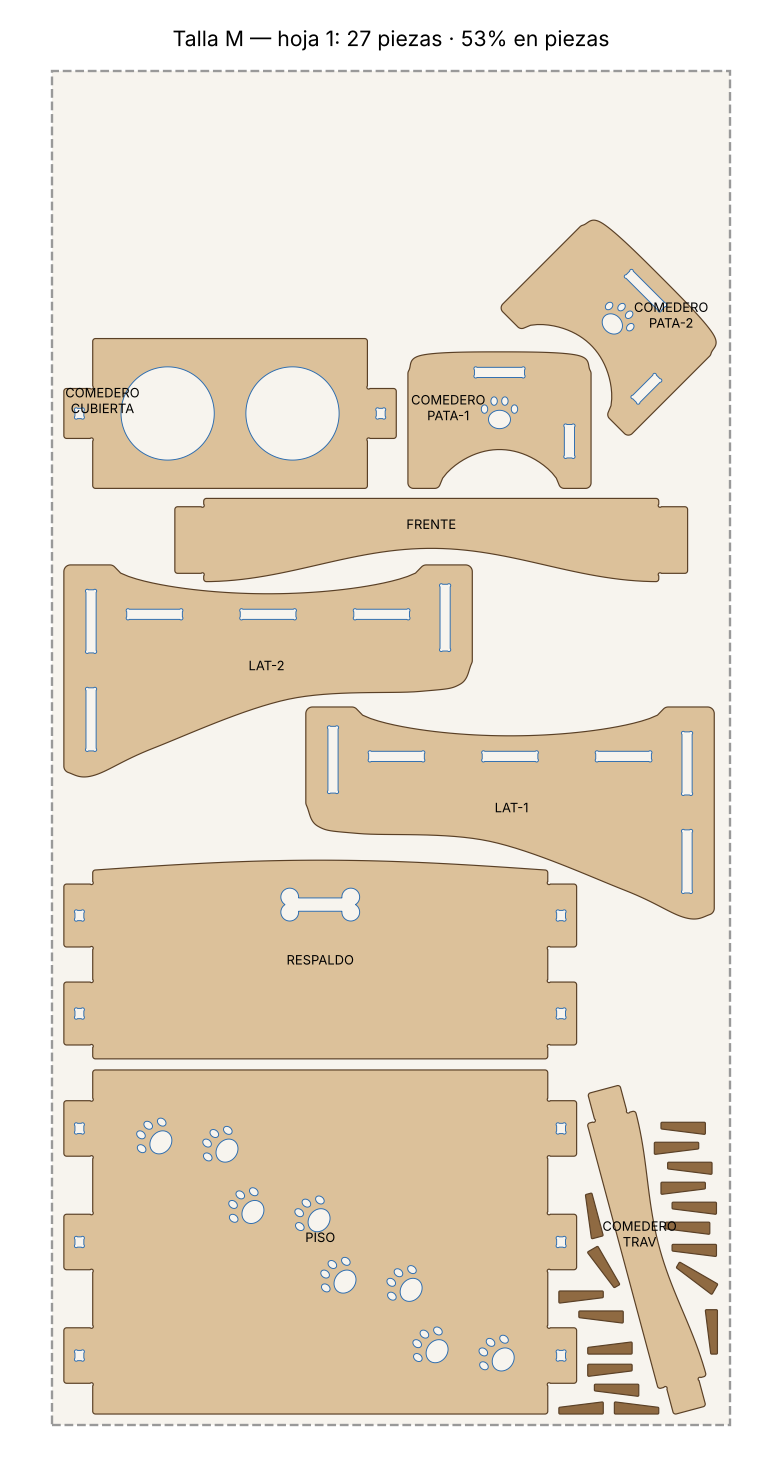 Talla M — hoja 1: 27 piezas · 53% en piezas
COMEDERO
PATA-2
COMEDERO
CUBIERTA
COMEDERO
PATA-1
FRENTE
LAT-2
LAT-1
RESPALDO
PISO
COMEDERO
TRAV